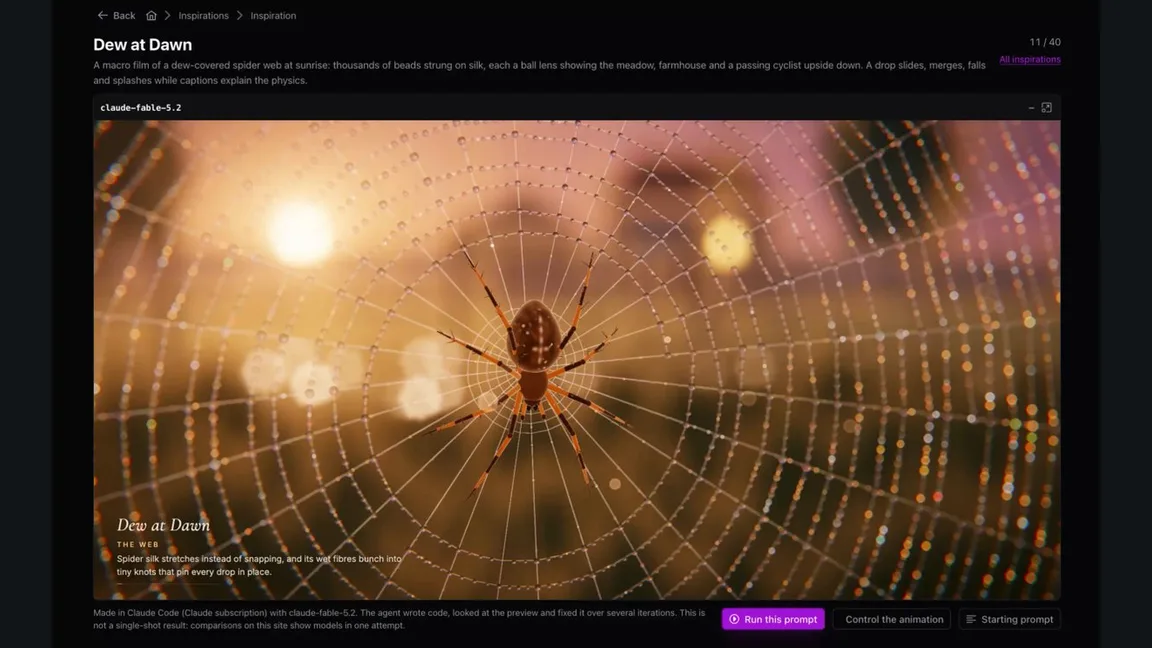 Back Inspirations Inspiration
Dew at Dawn
11 / 40
A macro film of a dew-covered spider web at sunrise: thousands of beads strung on silk, each a ball lens showing the meadow, farmhouse and a passing cyclist upside down. A drop slides, merges, falls
and splashes while captions explain the physics.
All inspirations
claude-fable-5.2
Dew at Dawn
THE WEB
Spider silk stretches instead of snapping, and its wet fibres bunch into
tiny knots that pin every drop in place.
Made in Claude Code (Claude subscription) with claude-fable-5.2. The agent wrote code, looked at the preview and fixed it over several iterations. This is
not a single-shot result: comparisons on this site show models in one attempt.
Run this prompt
Control the animation
Starting prompt